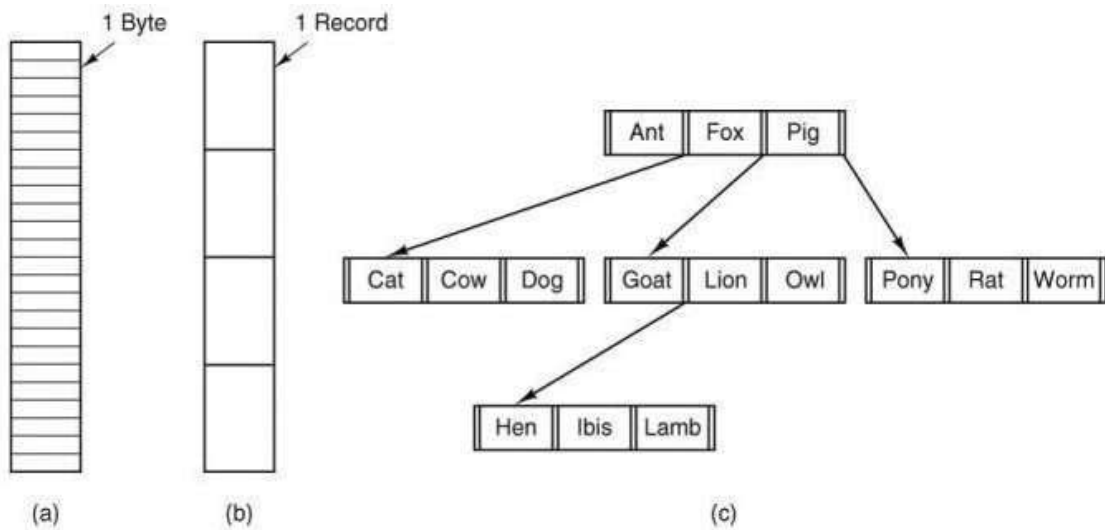 1 Byte
1 Record
Ant Fox Pig
Cat Cow Dog
Goat Lion Owl
Pony Rat Worm
Hen Ibis Lamb
(a)
(b)
(c)